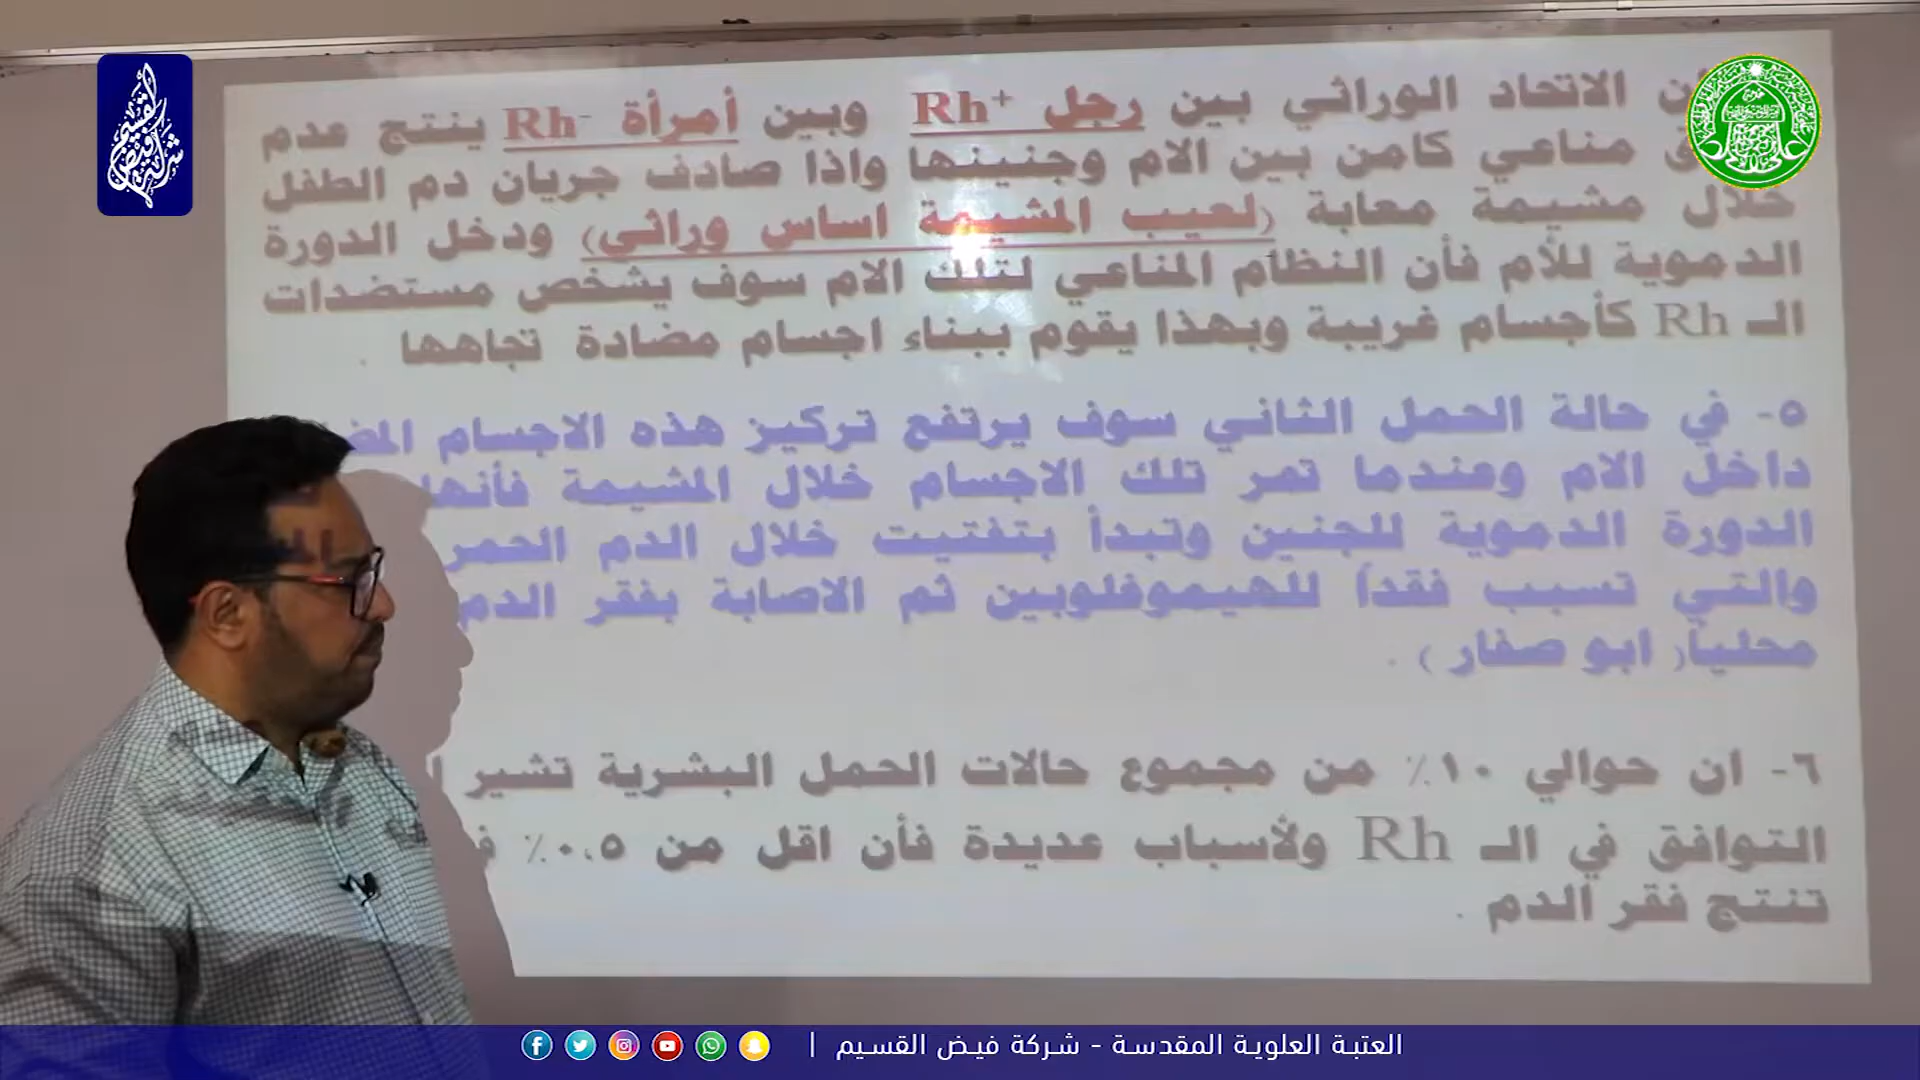 ن الاتحاد الوراثي بين رجل Rh+ وبين أمرأة Rh- ينتج عدم
ق مناعي كامن بين الام وجنينها واذا صادف جريان دم الطفل
خلال مشيمة معابة (لعيب المشيمة اساس وراثي) ودخل الدورة
الدموية للأم فأن النظام المناعي لتلك الام سوف يشخص مستضدات
الـ Rh كأجسام غريبة وبهذا يقوم ببناء اجسام مضادة تجاهها .
٥- في حالة الحمل الثاني سوف يرتفع تركيز هذه الاجسام
داخل الام وعندما تمر تلك الاجسام خلال المشيمة فأنها
الدورة الدموية للجنين وتبدأ بتفتيت خلال الدم الحمر
والتي تسبب فقداً للهيموفلوبين ثم الاصابة بفقر الدم
محلياً( ابو صفار ) .
٦- ان حوالي ١٠٪ من مجموع حالات الحمل البشرية تشير
التوافق في الـ Rh ولأسباب عديدة فأن اقل من ٠،٥٪
تنتج فقر الدم .
العتبة العلوية المقدسة - شركة فيض القسيم |